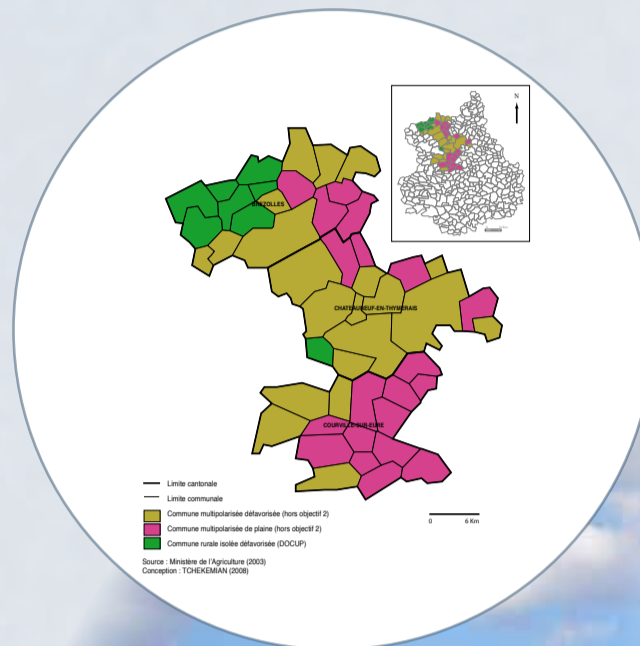 N
BREZOLLES
CHATEAUNEUF-EN-THYMERAIS
COURVILLE-SUR-EURE
Limite cantonale
Limite communale
Commune multipolarisée défavorisée (hors objectif 2)
Commune multipolarisée de plaine (hors objectif 2)
Commune rurale isolée défavorisée (DOCUP)
0 6 Km
Source : Ministère de l'Agriculture (2003)
Conception : TCHEKEMIAN (2008)